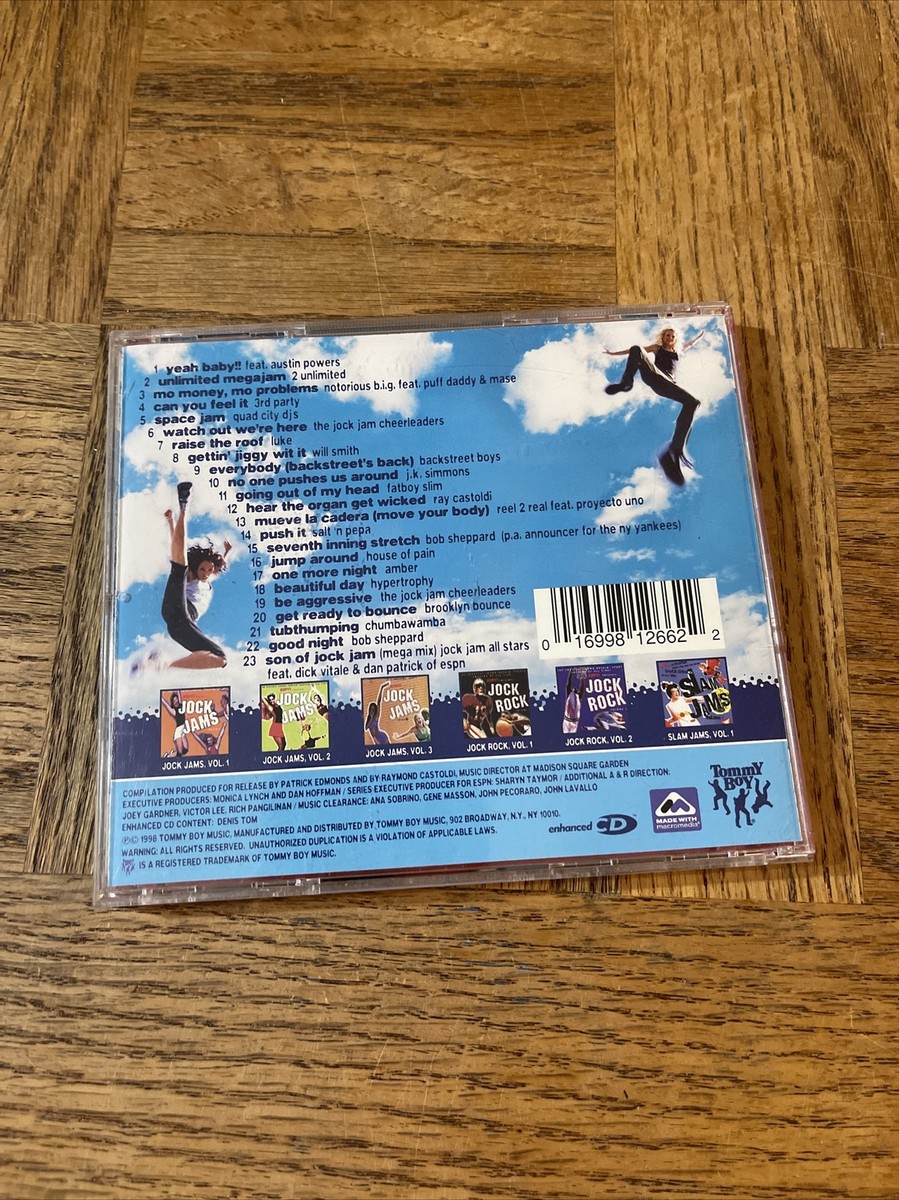 1 yeah baby!! feat. austin powers
2 unlimited megajam 2 unlimited
3 mo money, mo problems notorious b.i.g. feat. puff daddy & mase
4 can you feel it 3rd party
5 space jam quad city djs
6 watch out we're here the jock jam cheerleaders
7 raise the roof luke
8 gettin' jiggy wit it will smith
9 everybody (backstreet's back) backstreet boys
10 no one pushes us around j.k. simmons
11 going out of my head fatboy slim
12 hear the organ get wicked ray castoldi
13 mueve la cadera (move your body) reel 2 real feat. proyecto uno
14 push it salt 'n pepa
15 seventh inning stretch bob sheppard (p.a. announcer for the ny yankees)
16 jump around house of pain
17 one more night amber
18 beautiful day hypertrophy
19 be aggressive the jock jam cheerleaders
20 get ready to bounce brooklyn bounce
21 tubthumping chumbawamba
22 good night bob sheppard
23 son of jock jam (mega mix) jock jam all stars
feat. dick vitale & dan patrick of espn
0 16998 12662 2
JOCK JAMS
JOCK JAMS
JOCK JAMS
JOCK ROCK
JOCK ROCK
SLAM JAMS
JOCK JAMS, VOL. 1
JOCK JAMS, VOL. 2
JOCK JAMS, VOL. 3
JOCK ROCK, VOL. 1
JOCK ROCK, VOL. 2
SLAM JAMS, VOL. 1
COMPILATION PRODUCED FOR RELEASE BY PATRICK EDMONDS AND BY RAYMOND CASTOLDI, MUSIC DIRECTOR AT MADISON SQUARE GARDEN
EXECUTIVE PRODUCERS: MONICA LYNCH AND DAN HOFFMAN / SERIES EXECUTIVE PRODUCER FOR ESPN: SHARYN TAYMOR / ADDITIONAL A & R DIRECTION:
JOEY GARDNER, VICTOR LEE, RICH PANGILINAN / MUSIC CLEARANCE: ANA SOBRINO, GENE MASSON, JOHN PECORARO, JOHN LAVALLO
ENHANCED CD CONTENT: DENIS TOM
℗© 1998 TOMMY BOY MUSIC, MANUFACTURED AND DISTRIBUTED BY TOMMY BOY MUSIC, 902 BROADWAY, N.Y., NY 10010.
WARNING: ALL RIGHTS RESERVED. UNAUTHORIZED DUPLICATION IS A VIOLATION OF APPLICABLE LAWS.
IS A REGISTERED TRADEMARK OF TOMMY BOY MUSIC.
enhanced CD
MADE WITH
macromedia
TOMMY
BOY